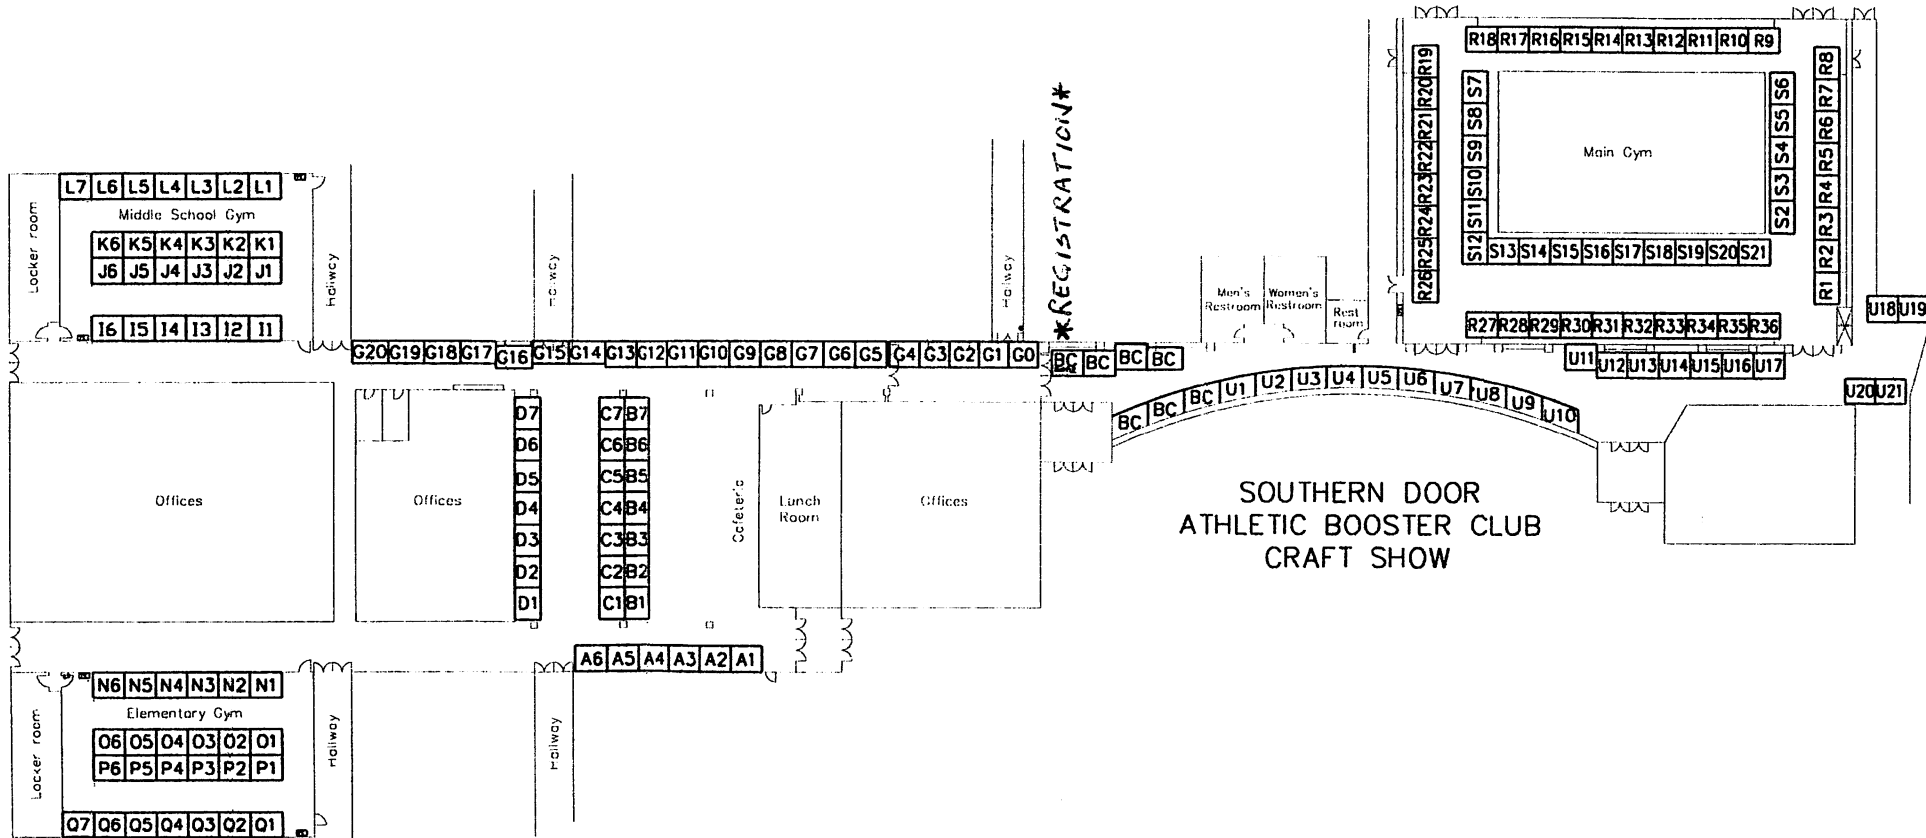 R18 R17 R16 R15 R14 R13 R12 R11 R10 R9
R19 R20 R21 R22 R23 R24 R25 R26
S7 S8 S9 S10 S11 S12
Main Gym
S6 S5 S4 S3 S2
R8 R7 R6 R5 R4 R3 R2 R1
S13 S14 S15 S16 S17 S18 S19 S20 S21
R27 R28 R29 R30 R31 R32 R33 R34 R35 R36
U18 U19
U11 U12 U13 U14 U15 U16 U17
U20 U21
*REGISTRATION*
Men's
Restroom
Women's
Restroom
Rest
room
Locker room
L7 L6 L5 L4 L3 L2 L1
Middle School Gym
K6 K5 K4 K3 K2 K1
J6 J5 J4 J3 J2 J1
I6 I5 I4 I3 I2 I1
Hallway
Hallway
Hallway
G20 G19 G18 G17 G16 G15 G14 G13 G12 G11 G10 G9 G8 G7 G6 G5 G4 G3 G2 G1 G0
BC BC BC BC
BC BC BC U1 U2 U3 U4 U5 U6 U7 U8 U9 U10
Offices
Offices
D7 D6 D5 D4 D3 D2 D1
C7 B7
C6 B6
C5 B5
C4 B4
C3 B3
C2 B2
C1 B1
Cafeteria
Lunch
Room
Offices
SOUTHERN DOOR
ATHLETIC BOOSTER CLUB
CRAFT SHOW
A6 A5 A4 A3 A2 A1
Locker room
N6 N5 N4 N3 N2 N1
Elementary Gym
O6 O5 O4 O3 O2 O1
P6 P5 P4 P3 P2 P1
Q7 Q6 Q5 Q4 Q3 Q2 Q1
Hallway
Hallway